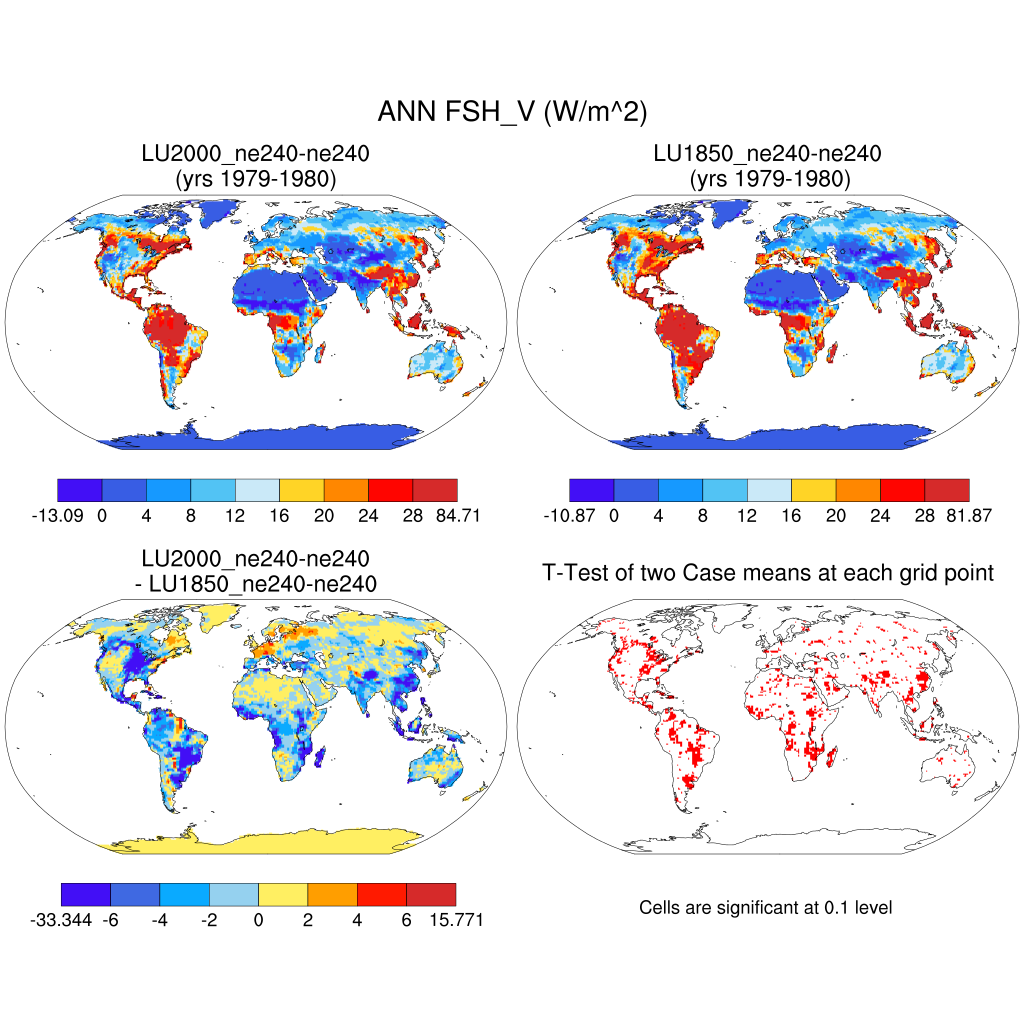 ANN FSH_V (W/m^2)
LU2000_ne240-ne240
(yrs 1979-1980)
LU1850_ne240-ne240
(yrs 1979-1980)
-13.09 0 4 8 12 16 20 24 28 84.71
-10.87 0 4 8 12 16 20 24 28 81.87
LU2000_ne240-ne240
- LU1850_ne240-ne240
T-Test of two Case means at each grid point
-33.344 -6 -4 -2 0 2 4 6 15.771
Cells are significant at 0.1 level